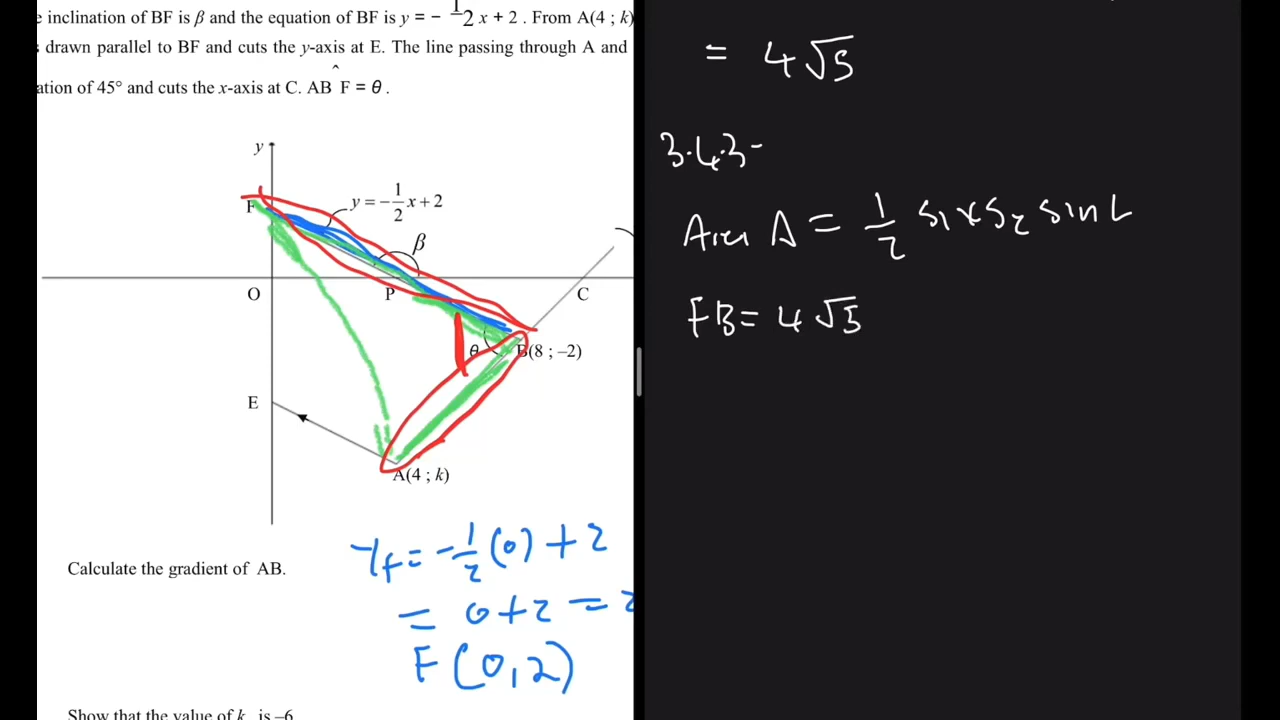 e inclination of BF is β and the equation of BF is y = - 1/2 x + 2 . From A(4 ; k)
drawn parallel to BF and cuts the y-axis at E. The line passing through A and
ation of 45° and cuts the x-axis at C. AB̂F = θ .
y
F
y = -1/2 x + 2
β
O
P
C
θ
B(8 ; –2)
E
A(4 ; k)
yF = -1/2 (0) + 2
= 0+2 = 2
F (0,2)
Calculate the gradient of AB.
Show that the value of k is –6
= 4√5
3.4.3 -
Area Δ = 1/2 S1 x S2 sin L
FB = 4√5